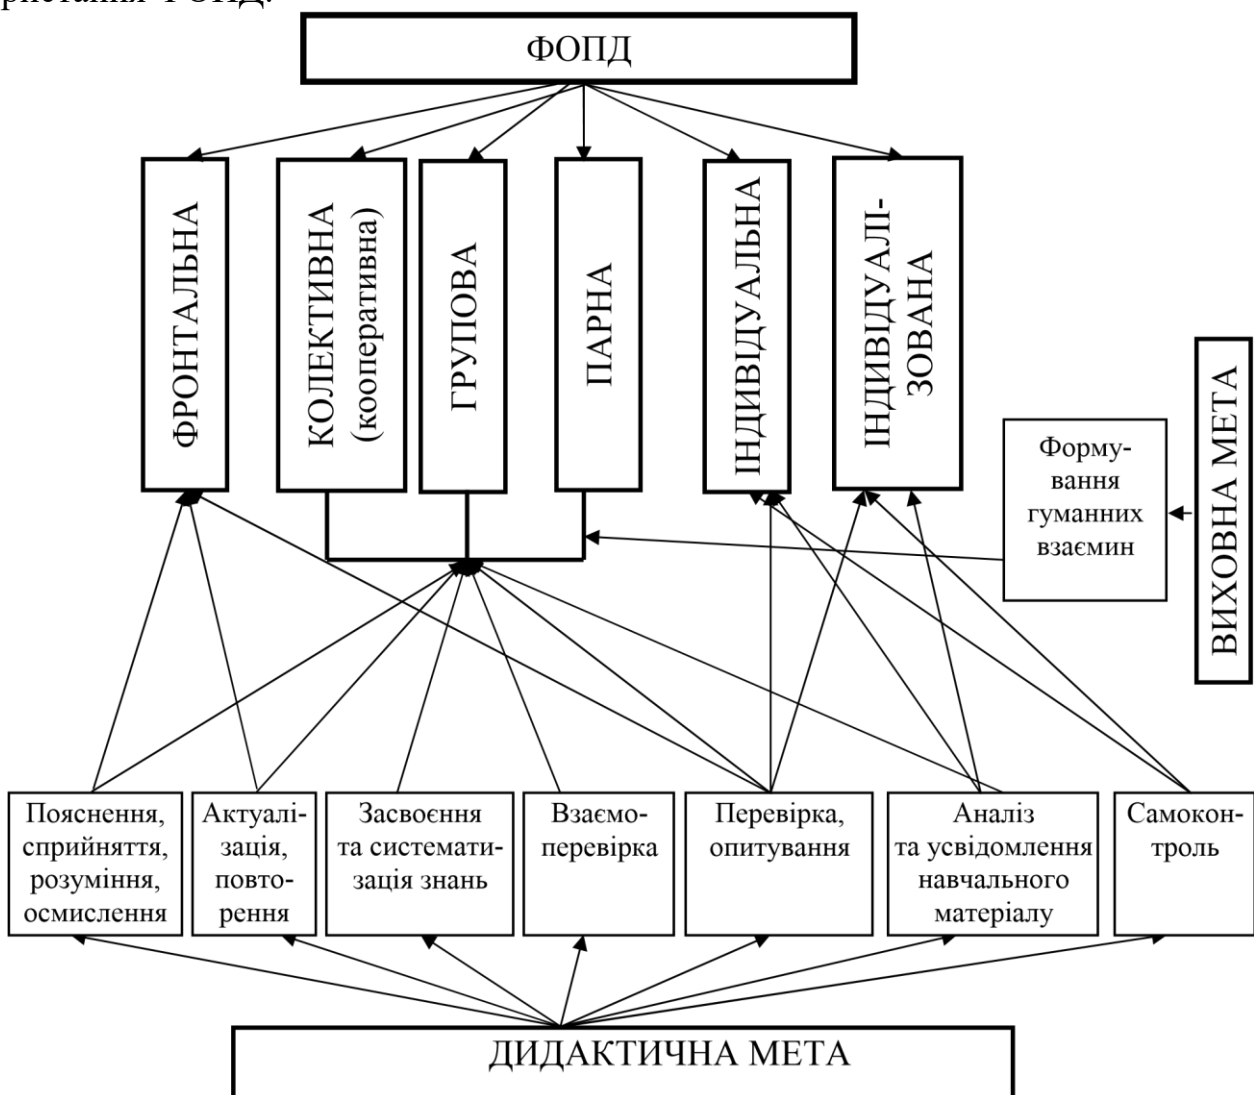 ФОПД
ФРОНТАЛЬНА
КОЛЕКТИВНА
(кооперативна)
ГРУПОВА
ПАРНА
ІНДИВІДУАЛЬНА
ІНДИВІДУАЛІ-
ЗОВАНА
Форму-
вання
гуманних
взаємин
ВИХОВНА МЕТА
Пояснення,
сприйняття,
розуміння,
осмислення
Актуалі-
зація,
повто-
рення
Засвоєння
та системати-
зація знань
Взаємо-
перевірка
Перевірка,
опитування
Аналіз
та усвідомлення
навчального
матеріалу
Самокон-
троль
ДИДАКТИЧНА МЕТА